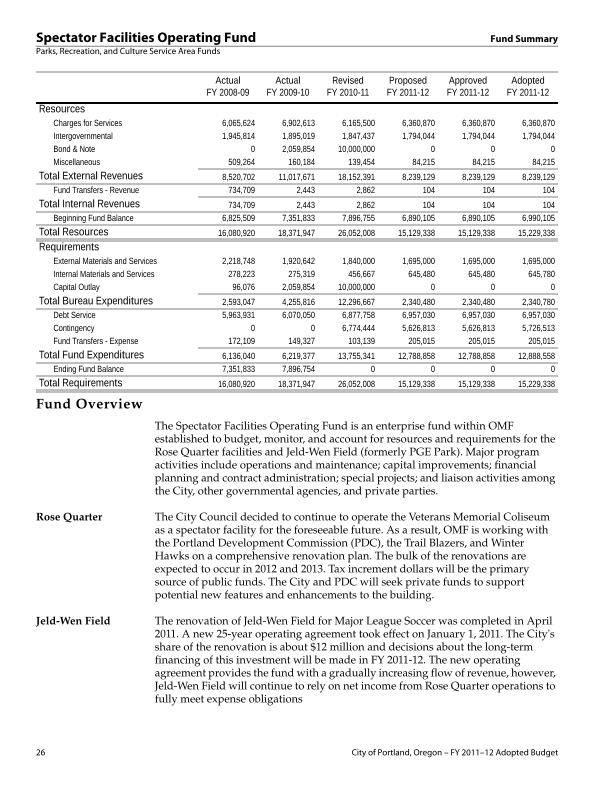 Spectator Facilities Operating Fund Fund Summary
Parks, Recreation, and Culture Service Area Funds
Actual Actual Revised Proposed Approved Adopted
FY 2008-09 FY 2009-10 FY 2010-11 FY 2011-12 FY 2011-12 FY 2011-12
Resources
Charges for Services 6,065,624 6,902,613 6,165,500 6,360,870 6,360,870 6,360,870
Intergovernmental 1,945,814 1,895,019 1,847,437 1,794,044 1,794,044 1,794,044
Bond & Note 0 2,059,854 10,000,000 0 0 0
Miscellaneous 509,264 160,184 139,454 84,215 84,215 84,215
Total External Revenues 8,520,702 11,017,671 18,152,391 8,239,129 8,239,129 8,239,129
Fund Transfers - Revenue 734,709 2,443 2,862 104 104 104
Total Internal Revenues 734,709 2,443 2,862 104 104 104
Beginning Fund Balance 6,825,509 7,351,833 7,896,755 6,890,105 6,890,105 6,990,105
Total Resources 16,080,920 18,371,947 26,052,008 15,129,338 15,129,338 15,229,338
Requirements
External Materials and Services 2,218,748 1,920,642 1,840,000 1,695,000 1,695,000 1,695,000
Internal Materials and Services 278,223 275,319 456,667 645,480 645,480 645,780
Capital Outlay 96,076 2,059,854 10,000,000 0 0 0
Total Bureau Expenditures 2,593,047 4,255,816 12,296,667 2,340,480 2,340,480 2,340,780
Debt Service 5,963,931 6,070,050 6,877,758 6,957,030 6,957,030 6,957,030
Contingency 0 0 6,774,444 5,626,813 5,626,813 5,726,513
Fund Transfers - Expense 172,109 149,327 103,139 205,015 205,015 205,015
Total Fund Expenditures 6,136,040 6,219,377 13,755,341 12,788,858 12,788,858 12,888,558
Ending Fund Balance 7,351,833 7,896,754 0 0 0 0
Total Requirements 16,080,920 18,371,947 26,052,008 15,129,338 15,129,338 15,229,338
Fund Overview
The Spectator Facilities Operating Fund is an enterprise fund within OMF
established to budget, monitor, and account for resources and requirements for the
Rose Quarter facilities and Jeld-Wen Field (formerly PGE Park). Major program
activities include operations and maintenance; capital improvements; financial
planning and contract administration; special projects; and liaison activities among
the City, other governmental agencies, and private parties.
Rose Quarter The City Council decided to continue to operate the Veterans Memorial Coliseum
as a spectator facility for the foreseeable future. As a result, OMF is working with
the Portland Development Commission (PDC), the Trail Blazers, and Winter
Hawks on a comprehensive renovation plan. The bulk of the renovations are
expected to occur in 2012 and 2013. Tax increment dollars will be the primary
source of public funds. The City and PDC will seek private funds to support
potential new features and enhancements to the building.
Jeld-Wen Field The renovation of Jeld-Wen Field for Major League Soccer was completed in April
2011. A new 25-year operating agreement took effect on January 1, 2011. The City's
share of the renovation is about $12 million and decisions about the long-term
financing of this investment will be made in FY 2011-12. The new operating
agreement provides the fund with a gradually increasing flow of revenue, however,
Jeld-Wen Field will continue to rely on net income from Rose Quarter operations to
fully meet expense obligations
26 City of Portland, Oregon – FY 2011–12 Adopted Budget